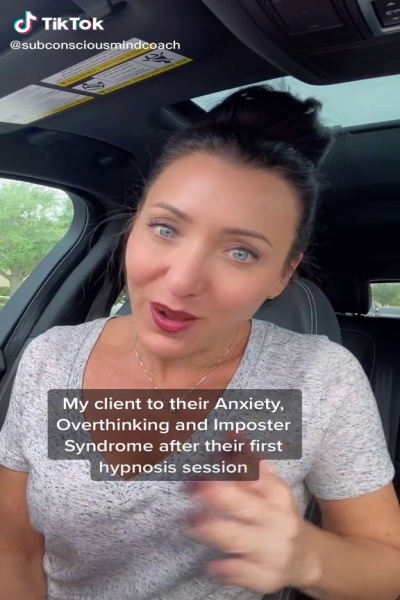 TikTok
@subconsciousmindcoach
My client to their Anxiety,
Overthinking and Imposter
Syndrome after their first
hypnosis session